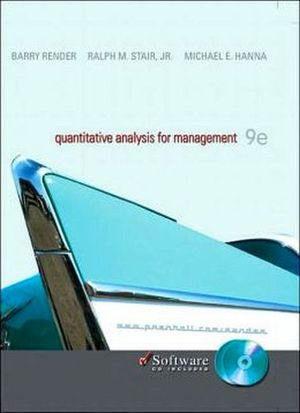 BARRY RENDER RALPH M. STAIR, JR. MICHAEL E. HANNA
quantitative analysis for management 9e
www.prenhall.com/render
Software
CD INCLUDED